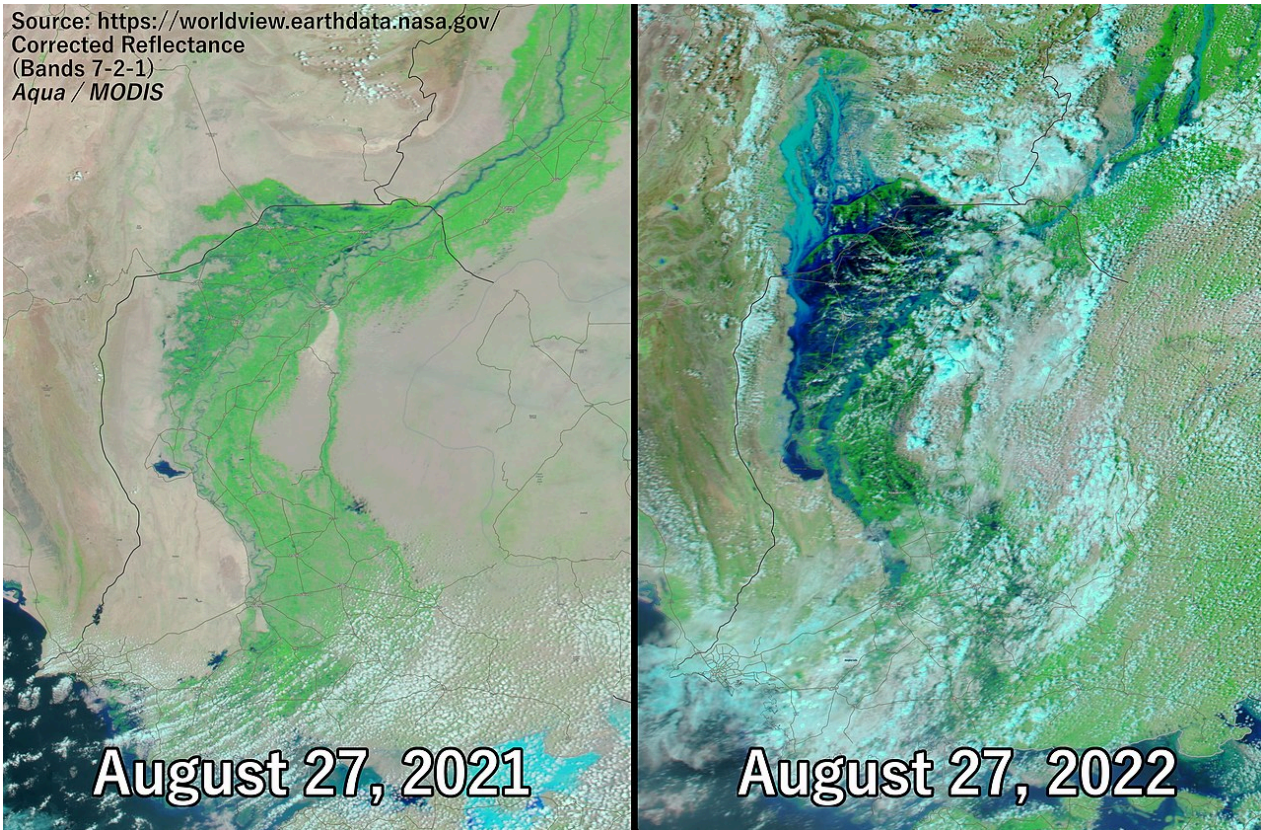 Source: https://worldview.earthdata.nasa.gov/
Corrected Reflectance
(Bands 7-2-1)
Aqua / MODIS
August 27, 2021
August 27, 2022